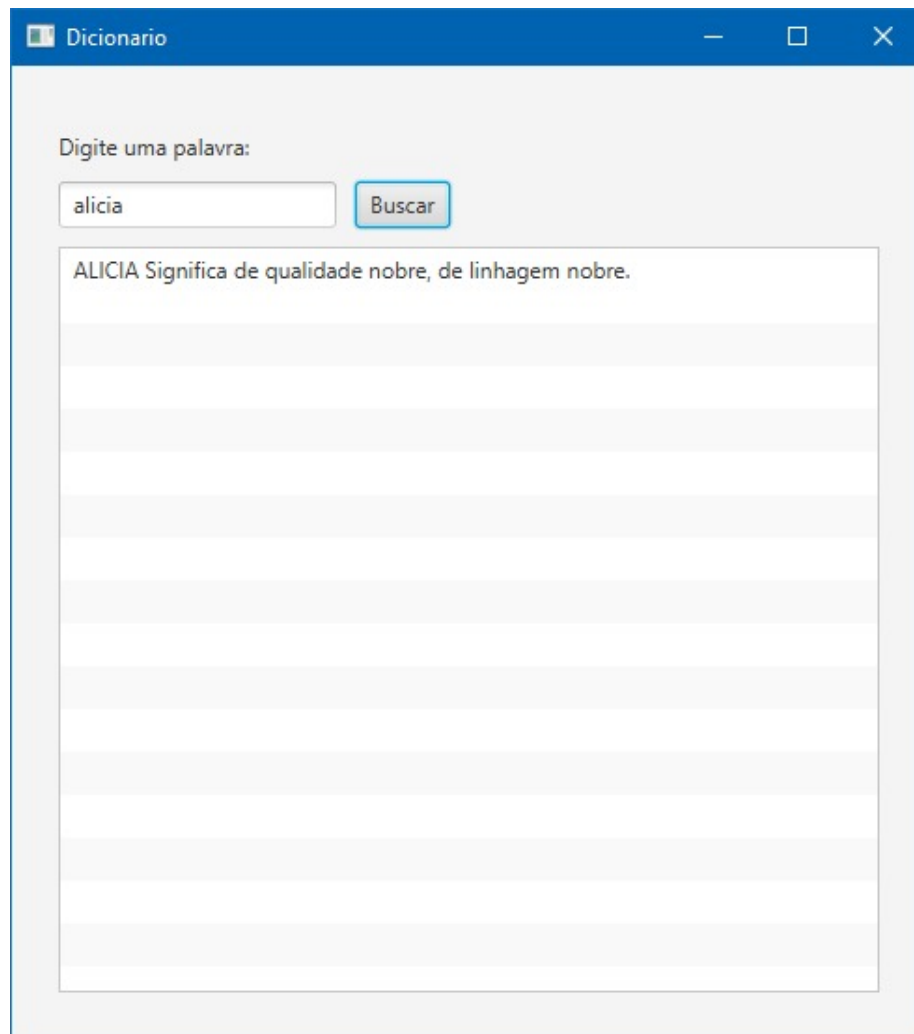 Dicionario
Digite uma palavra:
alicia
Buscar
ALICIA Significa de qualidade nobre, de linhagem nobre.